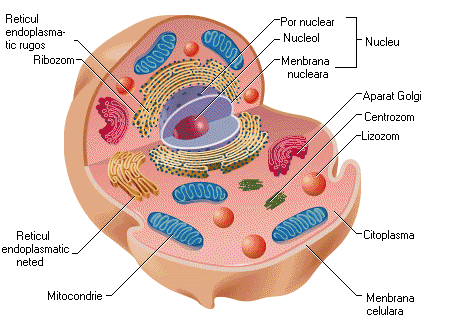 Reticul
endoplasma-
tic rugos
Ribozom
Por nuclear
Nucleol
Nucleu
Menbrana
nucleara
Aparat Golgi
Centrozom
Lizozom
Citoplasma
Menbrana
celulara
Reticul
endoplasmatic
neted
Mitocondrie